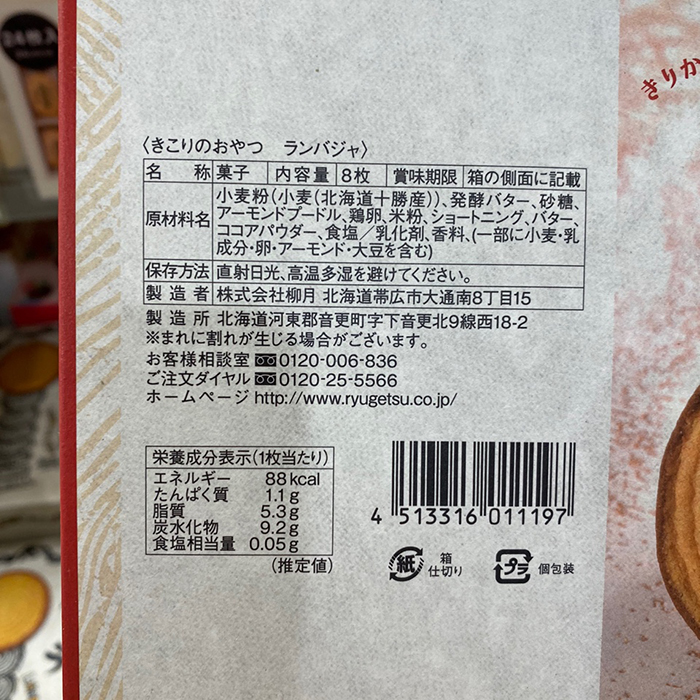 24枚入
きりか
〈きこりのおやつ ランバジャ〉
名 称 菓子 内容量 8枚 賞味期限 箱の側面に記載
原材料名 小麦粉(小麦(北海道十勝産))、発酵バター、砂糖、
アーモンドプードル、鶏卵、米粉、ショートニング、バター、
ココアパウダー、食塩/乳化剤、香料、(一部に小麦・乳
成分・卵・アーモンド・大豆を含む)
保存方法 直射日光、高温多湿を避けてください。
製造者 株式会社柳月 北海道帯広市大通南8丁目15
製造所 北海道河東郡音更町字下音更北9線西18-2
※まれに割れが生じる場合がございます。
お客様相談室 0120-006-836
ご注文ダイヤル 0120-25-5566
ホームページ http://www.ryugetsu.co.jp/
栄養成分表示(1枚当たり)
エネルギー 88kcal
たんぱく質 1.1g
脂質 5.3g
炭水化物 9.2g
食塩相当量 0.05g
(推定値)
4 513316 011197
紙 箱
仕切り
プラ 個包装